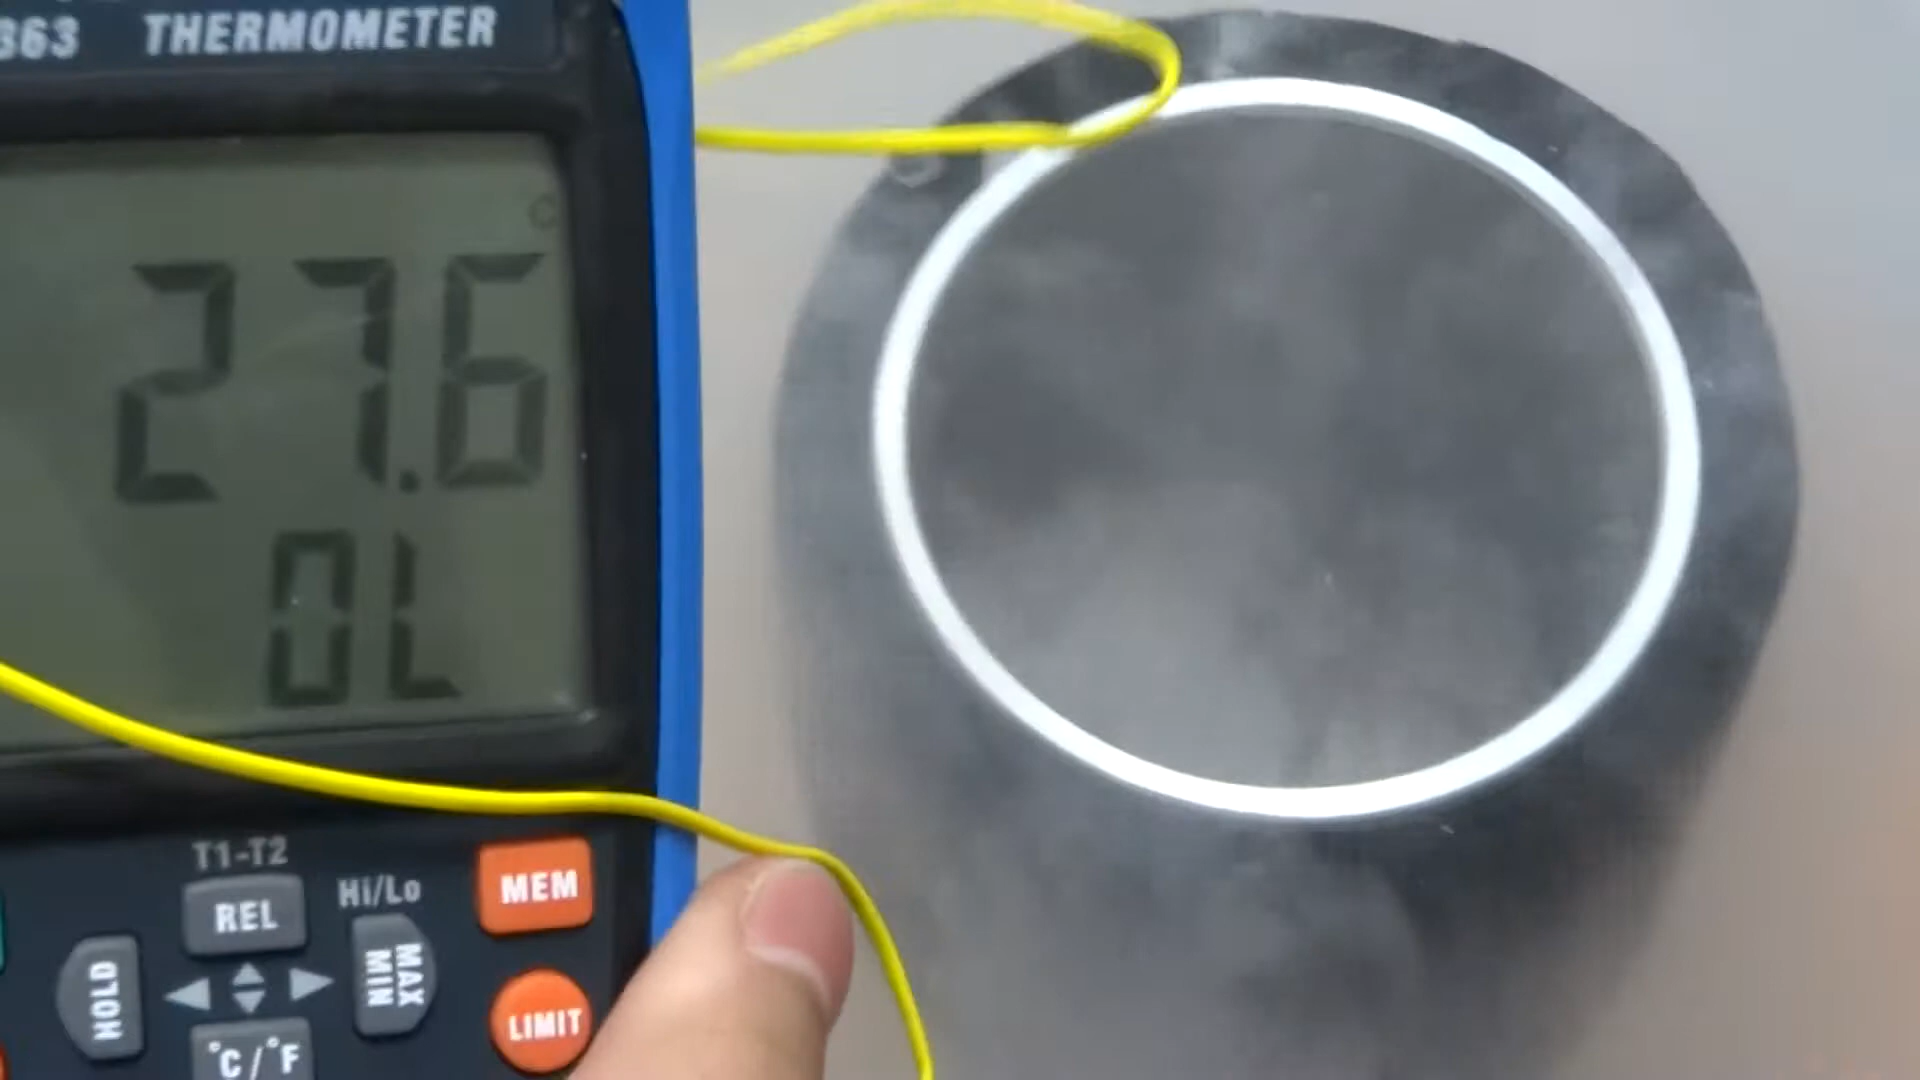 363 THERMOMETER
C
27.6
0L
T1-T2
REL
Hi/Lo
MAX
MIN
MEM
HOLD
LIMIT
°C/°F